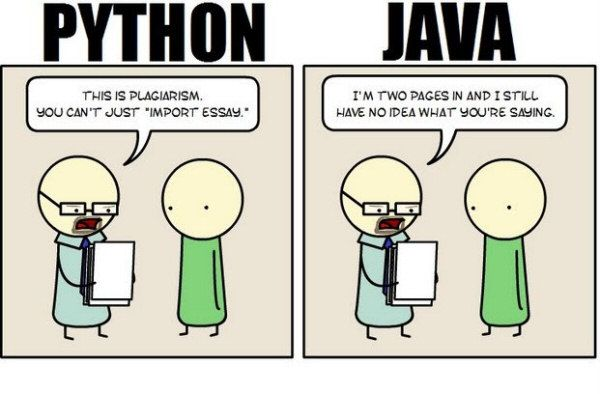 PYTHON
THIS IS PLAGIARISM.
YOU CAN'T JUST "IMPORT ESSAY."
JAVA
I'M TWO PAGES IN AND I STILL
HAVE NO IDEA WHAT YOU'RE SAYING.